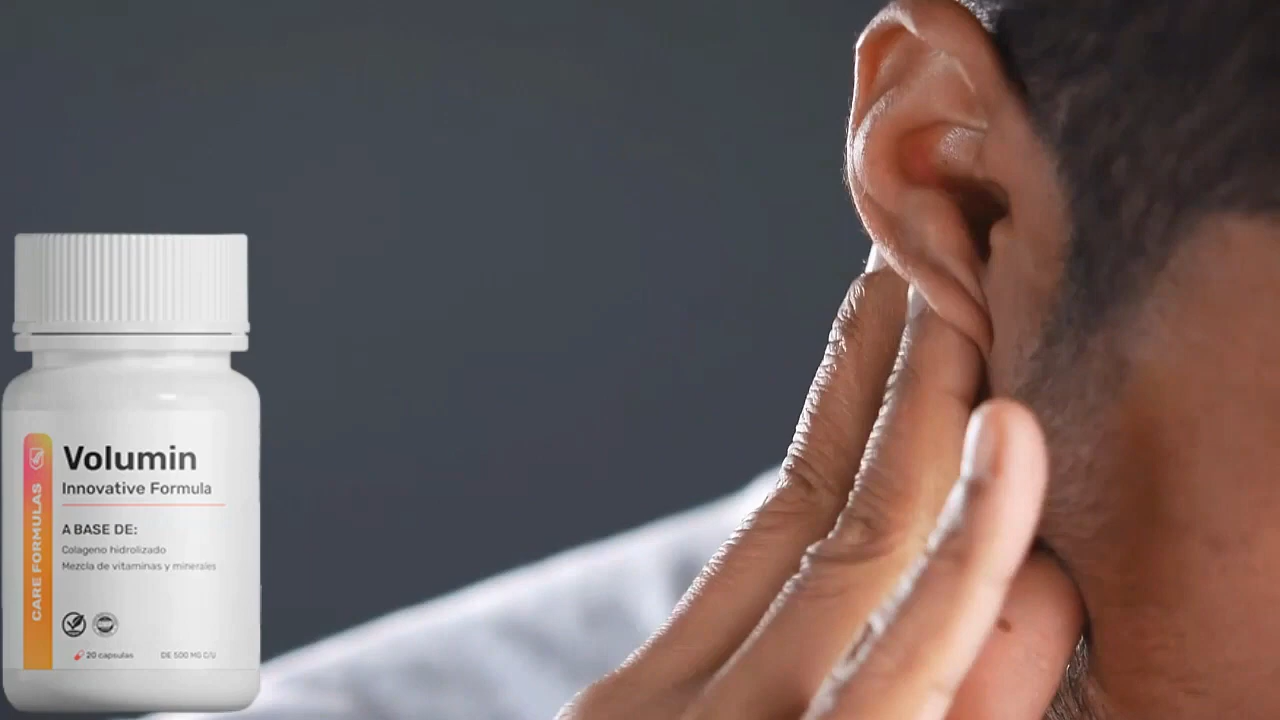 Volumin
Innovative Formula
A BASE DE:
Colageno hidrolizado
Mezcla de vitaminas y minerales
CARE FORMULAS
20 capsulas
DE 500 MG C/U